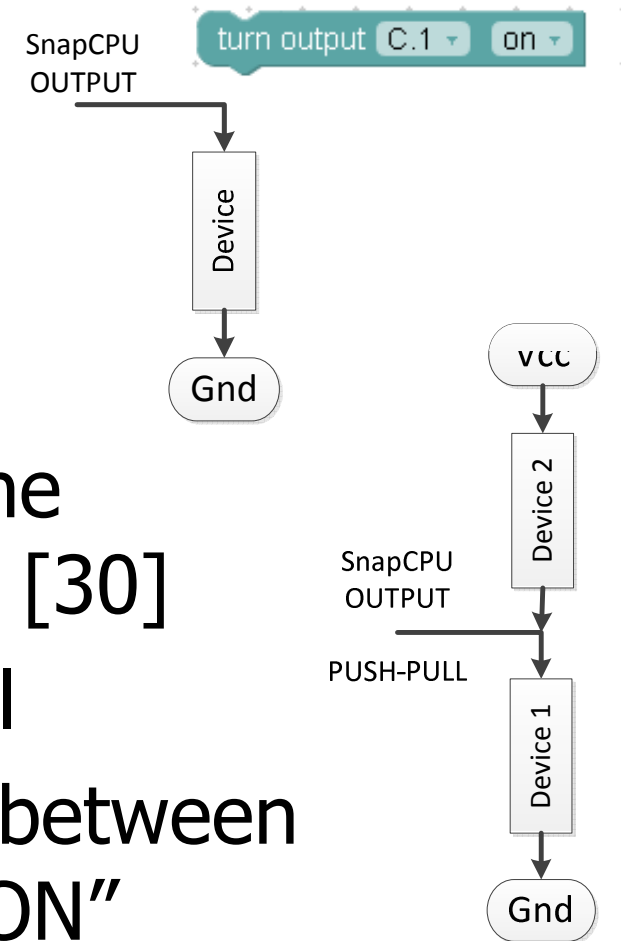 SnapCPU
OUTPUT
turn output C.1 on
Device
Gnd
Vcc
Device 2
SnapCPU
OUTPUT
PUSH-PULL
Device 1
Gnd
[30]
between
ON”